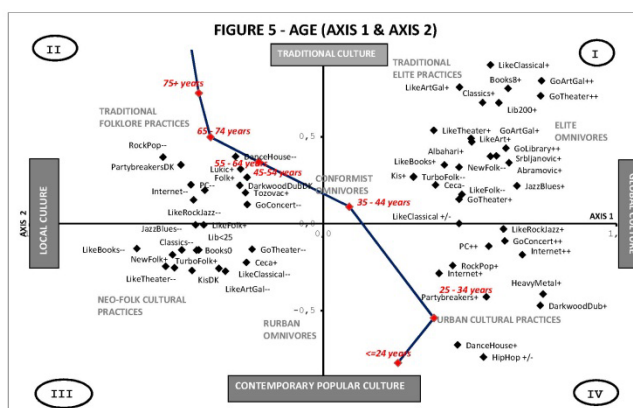 FIGURE 5 - AGE (AXIS 1 & AXIS 2)
II
TRADITIONAL CULTURE
I
75+ years
TRADITIONAL
ELITE PRACTICES
LikeClassical+
LikeArtGal+
Books8+
GoArtGal++
Classics+
GoTheater++
Lib200+
TRADITIONAL
FOLKLORE PRACTICES
65 - 74 years
0,5
LikeTheater+
GoArtGal+
LikeArt+
ELITE
OMNIVORES
RockPop--
DanceHouse--
Albahari+
GoLibrary++
PartybreakersDK
55 - 64 years
Lukic+
LikeBooks+
Srbljanovic+
45-54 years
Folk+
CONFORMIST
OMNIVORES
Kis+
TurboFolk--
NewFolk--
Abramovic+
Internet--
PC--
DarkwoodDubDK
Tozovac+
Ceca-
LikeFolk--
JazzBlues+
LikeRockJazz--
GoConcert--
35 - 44 years
GoTheater+
AXIS 2
LOCAL CULTURE
JazzBlues--
LikeFolk+
0,0
LikeClassical +/-
AXIS 1
1,
LikeRockJazz+
Lib<25
GoConcert++
LikeBooks--
Classics--
Books0
GoTheater--
PC++
Internet++
NewFolk+
TurboFolk+
Ceca+
RockPop+
LikeTheater--
KisDK
LikeClassical--
Internet+
LikeArtGal--
HeavyMetal+
NEO-FOLK CULTURAL
PRACTICES
25 - 34 years
Partybreakers+
DarkwoodDub+
RURBAN
OMNIVORES
-0,5
URBAN CULTURAL PRACTICES
<=24 years
DanceHouse+
HipHop +/-
III
CONTEMPORARY POPULAR CULTURE
IV